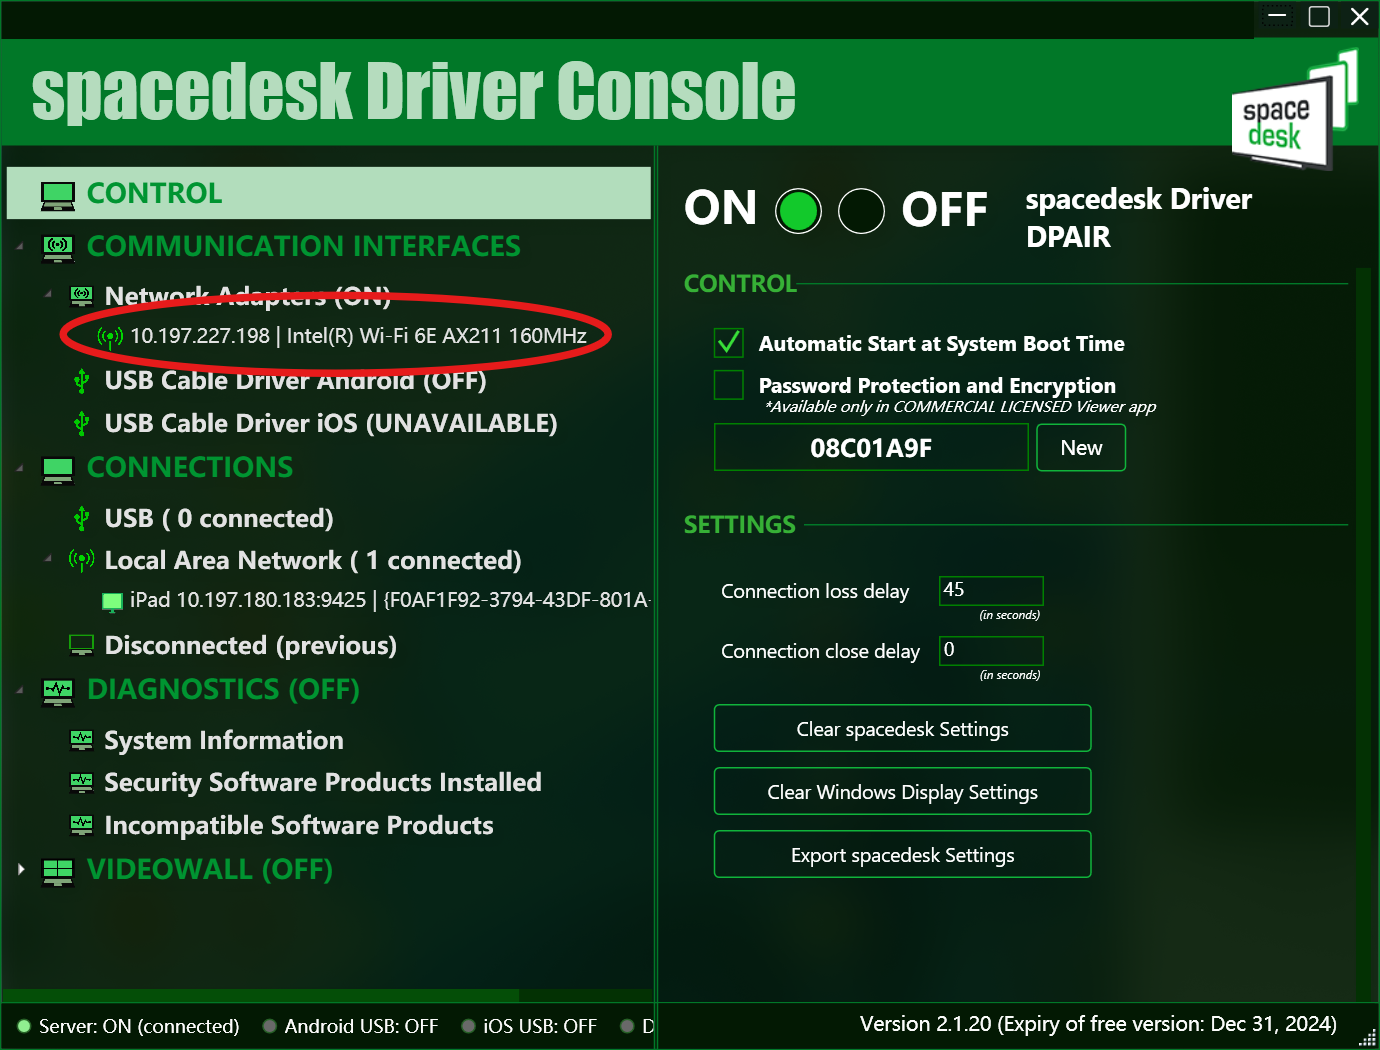 spacedesk Driver Console
space
desk
CONTROL
COMMUNICATION INTERFACES
Network Adapters (ON)
10.197.227.198 | Intel(R) Wi-Fi 6E AX211 160MHz
USB Cable Driver Android (OFF)
USB Cable Driver iOS (UNAVAILABLE)
CONNECTIONS
USB ( 0 connected)
Local Area Network ( 1 connected)
iPad 10.197.180.183:9425 | {F0AF1F92-3794-43DF-801A-
Disconnected (previous)
DIAGNOSTICS (OFF)
System Information
Security Software Products Installed
Incompatible Software Products
VIDEOWALL (OFF)
ON OFF
spacedesk Driver
DPAIR
CONTROL
Automatic Start at System Boot Time
Password Protection and Encryption
*Available only in COMMERCIAL LICENSED Viewer app
08C01A9F New
SETTINGS
Connection loss delay 45
(in seconds)
Connection close delay 0
(in seconds)
Clear spacedesk Settings
Clear Windows Display Settings
Export spacedesk Settings
Server: ON (connected) Android USB: OFF iOS USB: OFF D
Version 2.1.20 (Expiry of free version: Dec 31, 2024)